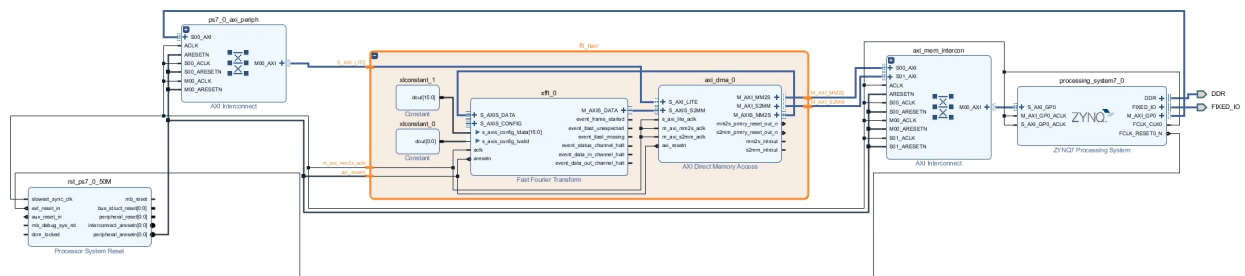 ps7_0_axi_periph
S00_AXI
ACLK
ARESETN
S00_ACLK
S00_ARESETN
M00_ACLK
M00_ARESETN
M00_AXI
AXI Interconnect
rst_ps7_0_50M
slowest_sync_clk
ext_reset_in
aux_reset_in
mb_debug_sys_rst
dcm_locked
mb_reset
bus_struct_reset[0:0]
peripheral_reset[0:0]
interconnect_aresetn[0:0]
peripheral_aresetn[0:0]
Processor System Reset
fft_hier
S_AXI_LITE
m_axi_mm2s_aclk
axi_resetn
xlconstant_1
dout[15:0]
Constant
xlconstant_0
dout[0:0]
Constant
xfft_0
S_AXIS_DATA
S_AXIS_CONFIG
s_axis_config_tdata[15:0]
s_axis_config_tvalid
aclk
aresetn
M_AXIS_DATA
event_frame_started
event_tlast_unexpected
event_tlast_missing
event_status_channel_halt
event_data_in_channel_halt
event_data_out_channel_halt
Fast Fourier Transform
axi_dma_0
S_AXI_LITE
S_AXIS_S2MM
s_axi_lite_aclk
m_axi_mm2s_aclk
m_axi_s2mm_aclk
axi_resetn
M_AXI_MM2S
M_AXI_S2MM
M_AXIS_MM2S
mm2s_prmry_reset_out_n
s2mm_prmry_reset_out_n
mm2s_introut
s2mm_introut
AXI Direct Memory Access
M_AXI_MM2S
M_AXI_S2MM
axi_mem_intercon
S00_AXI
S01_AXI
ACLK
ARESETN
S00_ACLK
S00_ARESETN
M00_ACLK
M00_ARESETN
S01_ACLK
S01_ARESETN
M00_AXI
AXI Interconnect
processing_system7_0
S_AXI_GP0
M_AXI_GP0_ACLK
S_AXI_GP0_ACLK
ZYNQ
DDR
FIXED_IO
M_AXI_GP0
FCLK_CLK0
FCLK_RESET0_N
ZYNQ7 Processing System
DDR
FIXED_IO